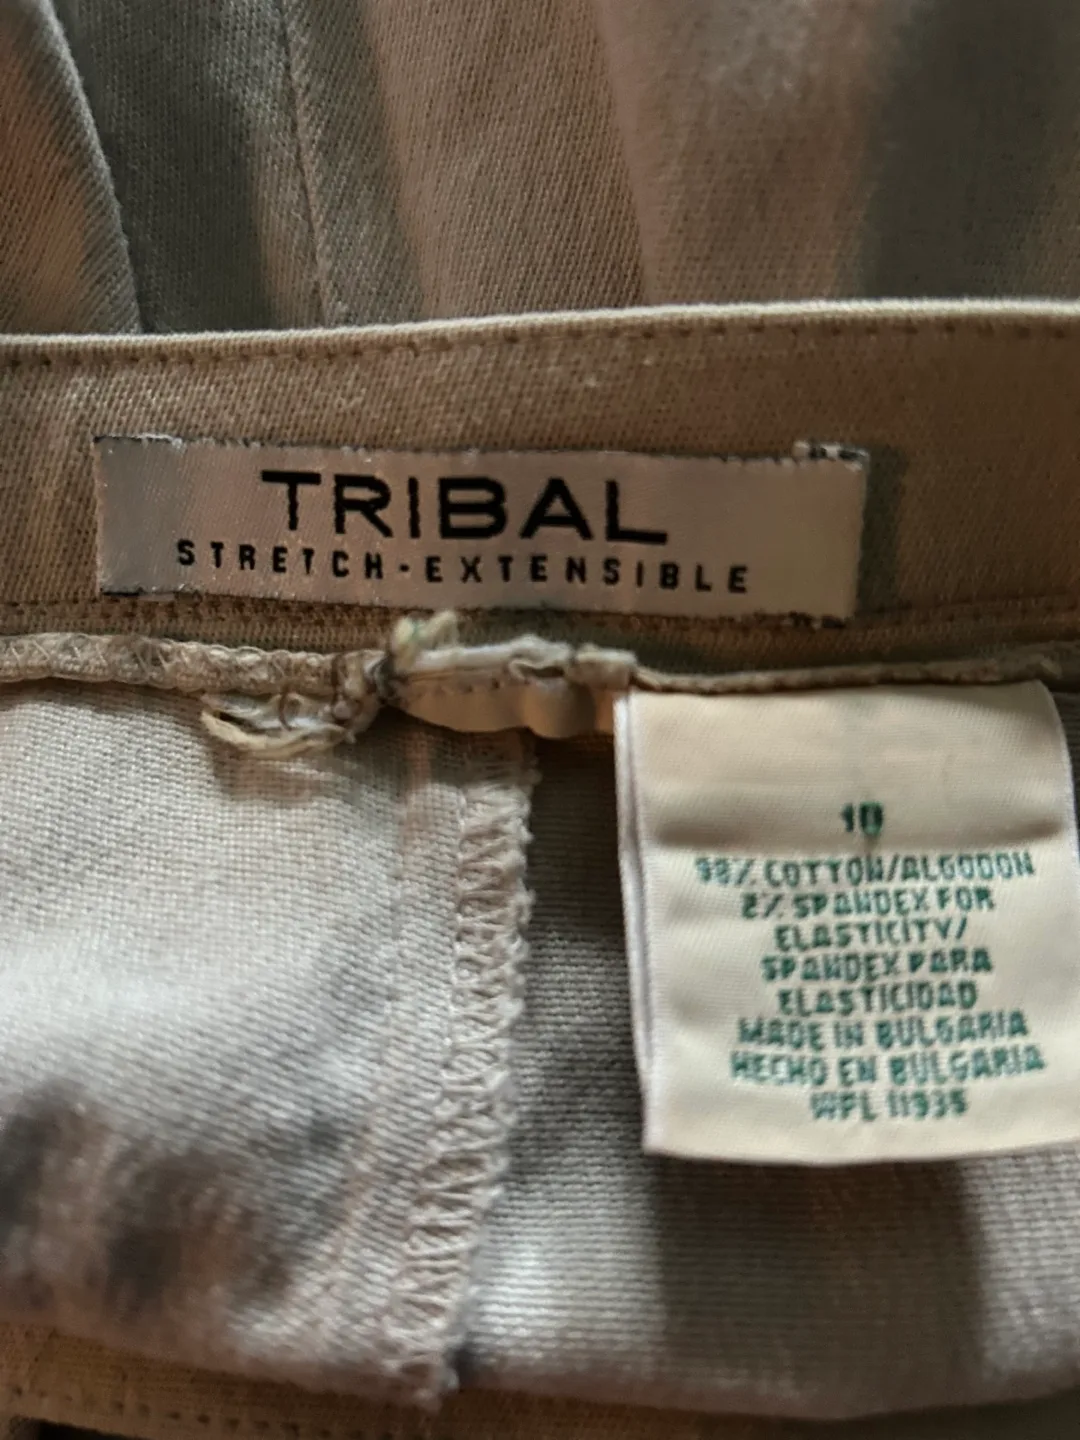 TRIBAL
STRETCH-EXTENSIBLE
10
98% COTTON/ALGODON
2% SPANDEX FOR
ELASTICITY/
SPANDEX PARA
ELASTICIDAD
MADE IN BULGARIA
HECHO EN BULGARIA
WPL 11935